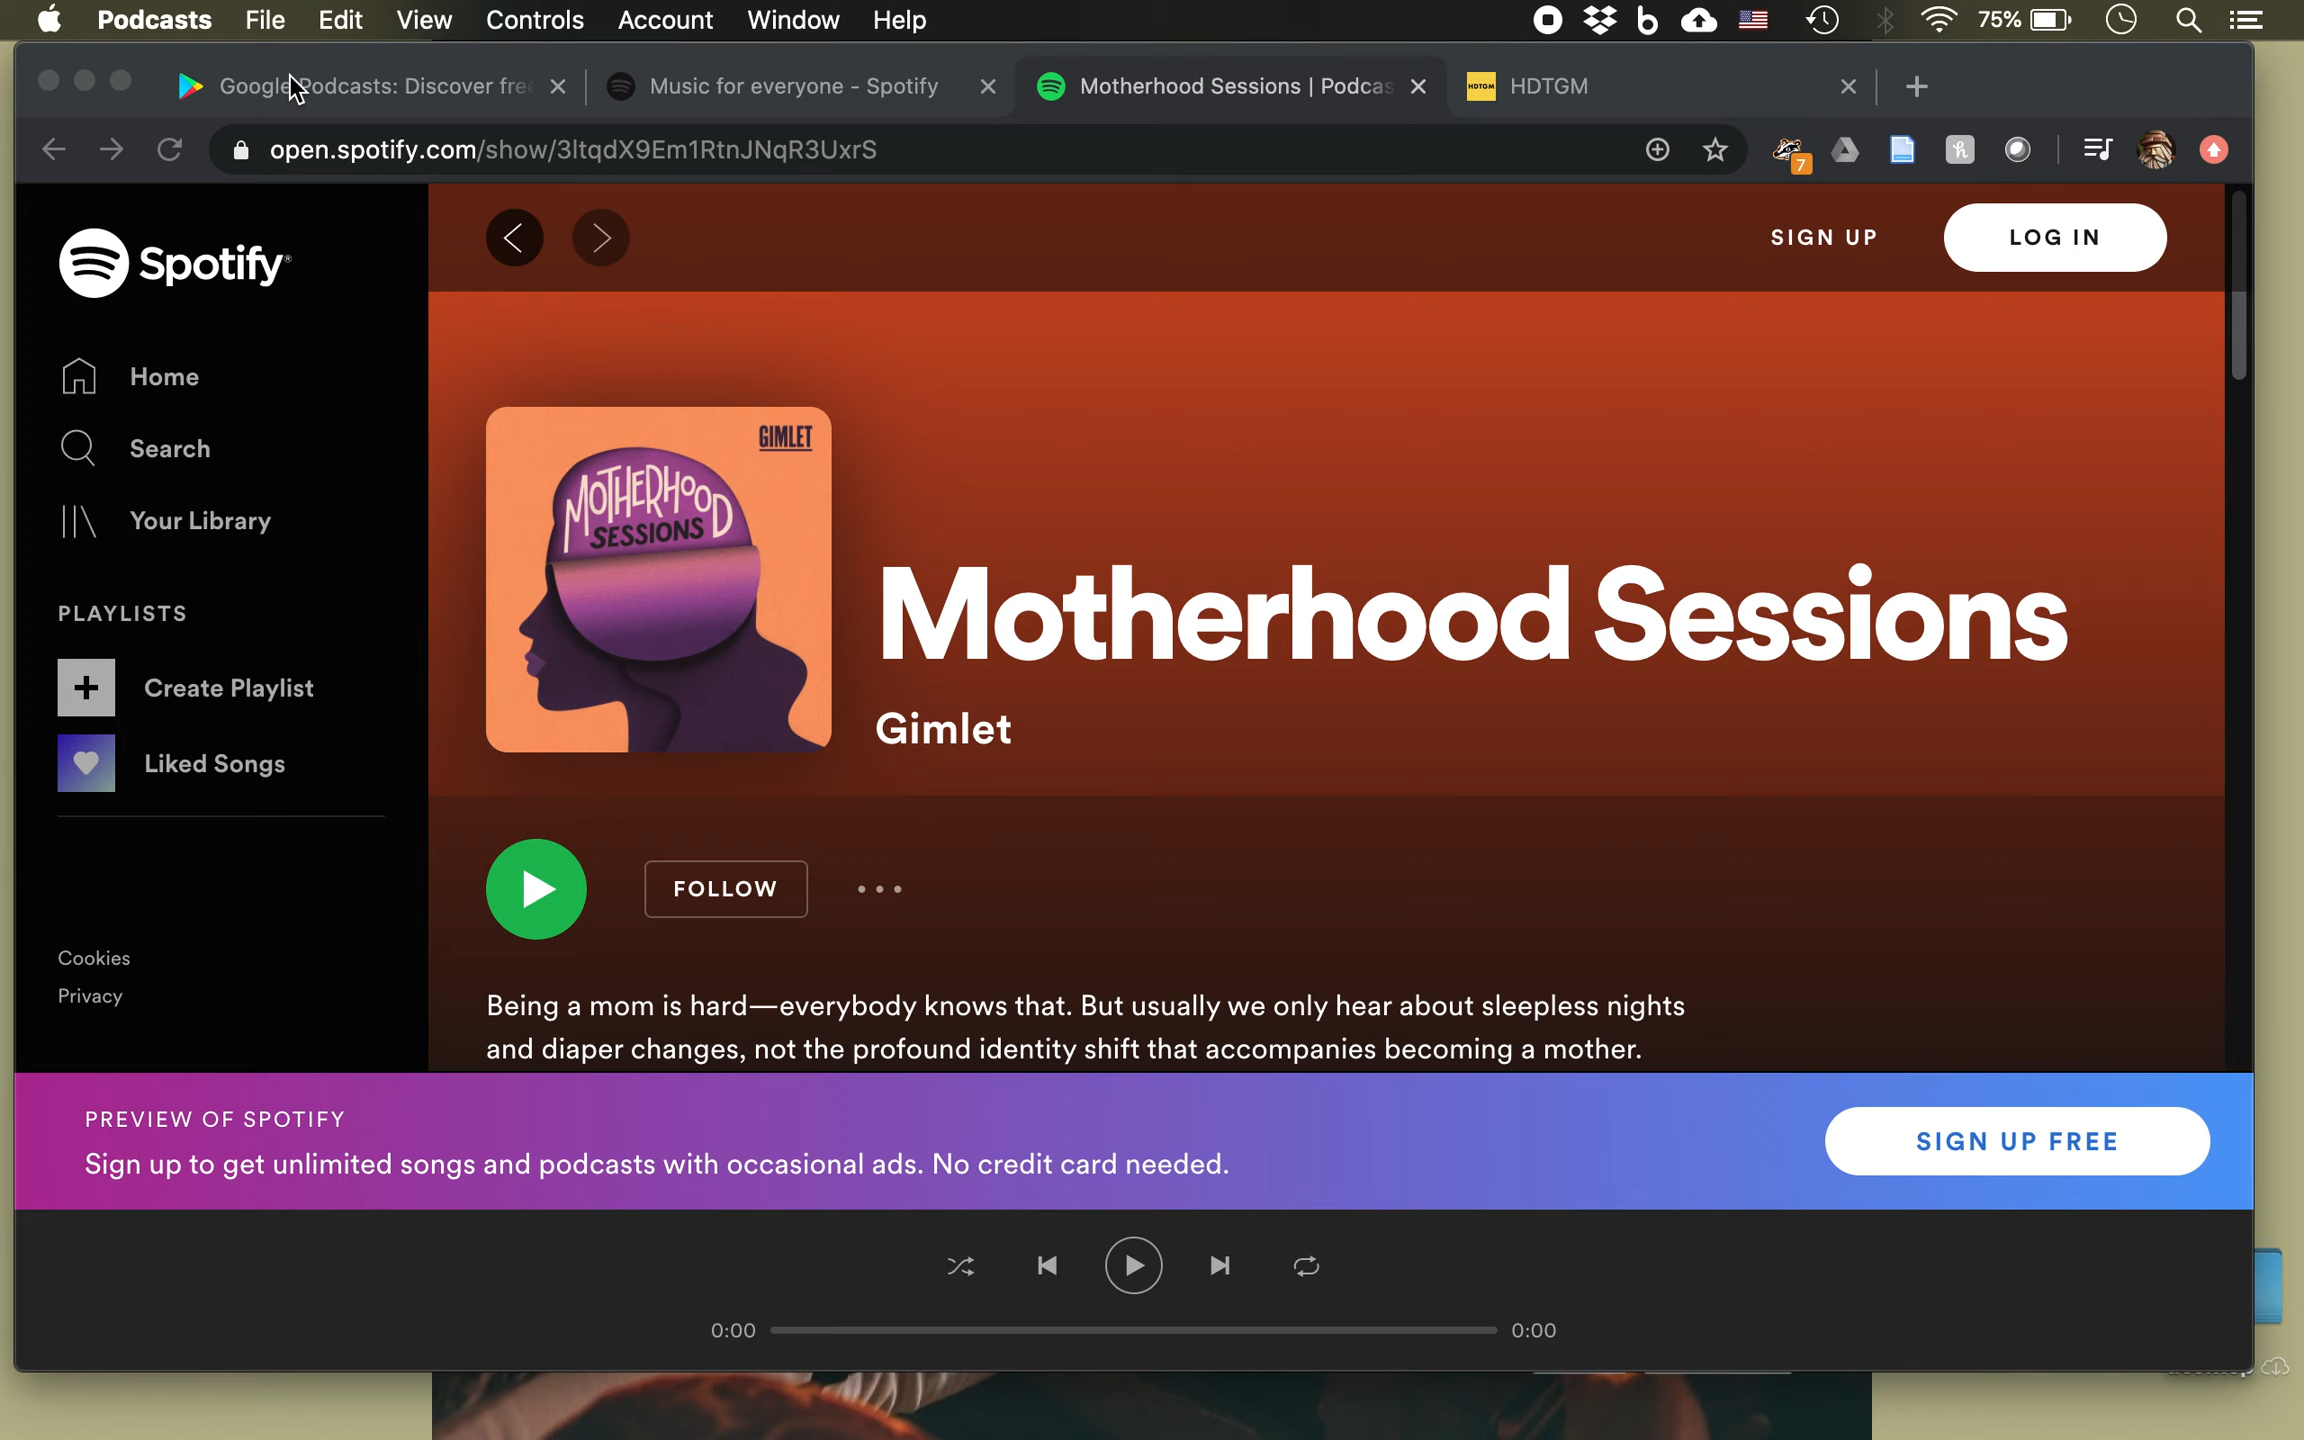 Podcasts File Edit View Controls Account Window Help
b 75%
Google Podcasts: Discover free
Music for everyone - Spotify
Motherhood Sessions | Podcas
HDTGM HDTGM
open.spotify.com/show/3ltqdX9Em1RtnJNqR3UxrS
7 h
Spotify®
SIGN UP LOG IN
Home
Search
Your Library
PLAYLISTS
Create Playlist
Liked Songs
Cookies
Privacy
GIMLET
MOTHERHOOD
SESSIONS
Motherhood Sessions
Gimlet
FOLLOW
Being a mom is hard—everybody knows that. But usually we only hear about sleepless nights
and diaper changes, not the profound identity shift that accompanies becoming a mother.
PREVIEW OF SPOTIFY
Sign up to get unlimited songs and podcasts with occasional ads. No credit card needed.
SIGN UP FREE
0:00 0:00